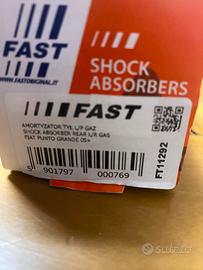 FAST
WWW.FASTORIGINAL.IT
SHOCK
ABSORBERS
FAST
AMORTYZATOR TYŁ L/P GAZ
SHOCK ABSORBER REAR L/R GAS
FIAT PUNTO GRANDE 05>
5 901797 000769
FT11292
Subito